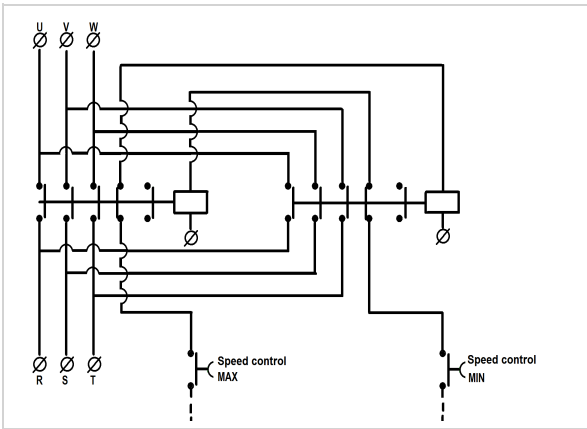 U V W
Speed control
MAX
Speed control
MIN
R S T